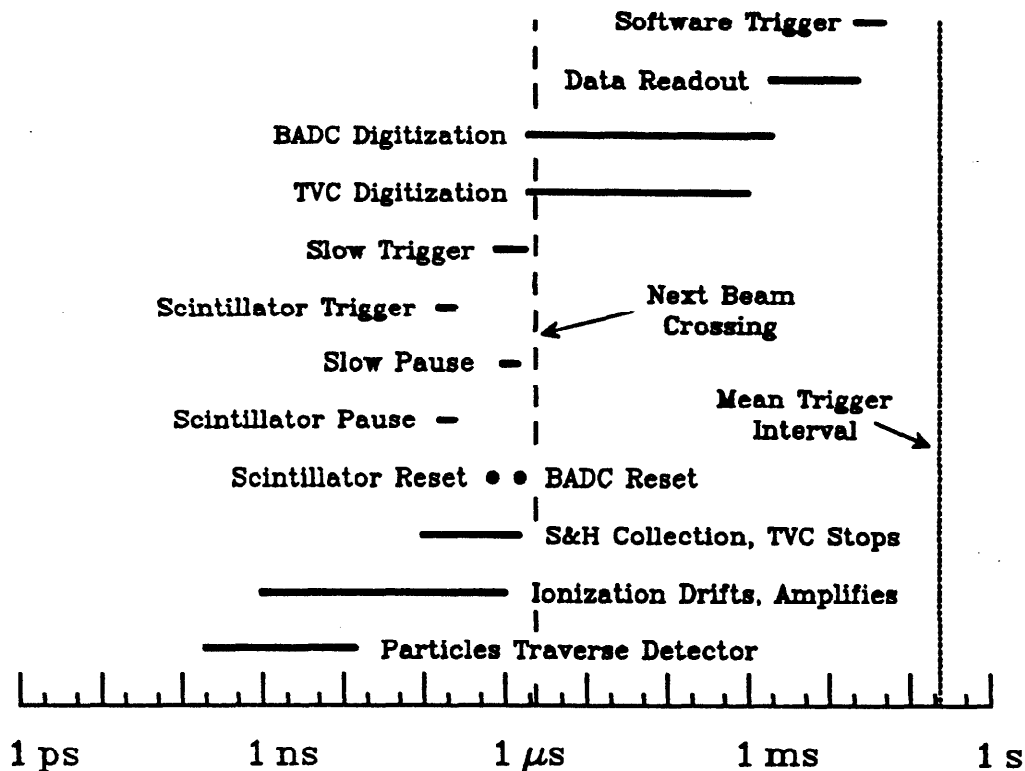 Software Trigger
Data Readout
BADC Digitization
TVC Digitization
Slow Trigger
Scintillator Trigger
Next Beam
Crossing
Slow Pause
Mean Trigger
Interval
Scintillator Pause
Scintillator Reset
BADC Reset
S&H Collection, TVC Stops
Ionization Drifts, Amplifies
Particles Traverse Detector
1 ps 1 ns 1 μs 1 ms 1 s